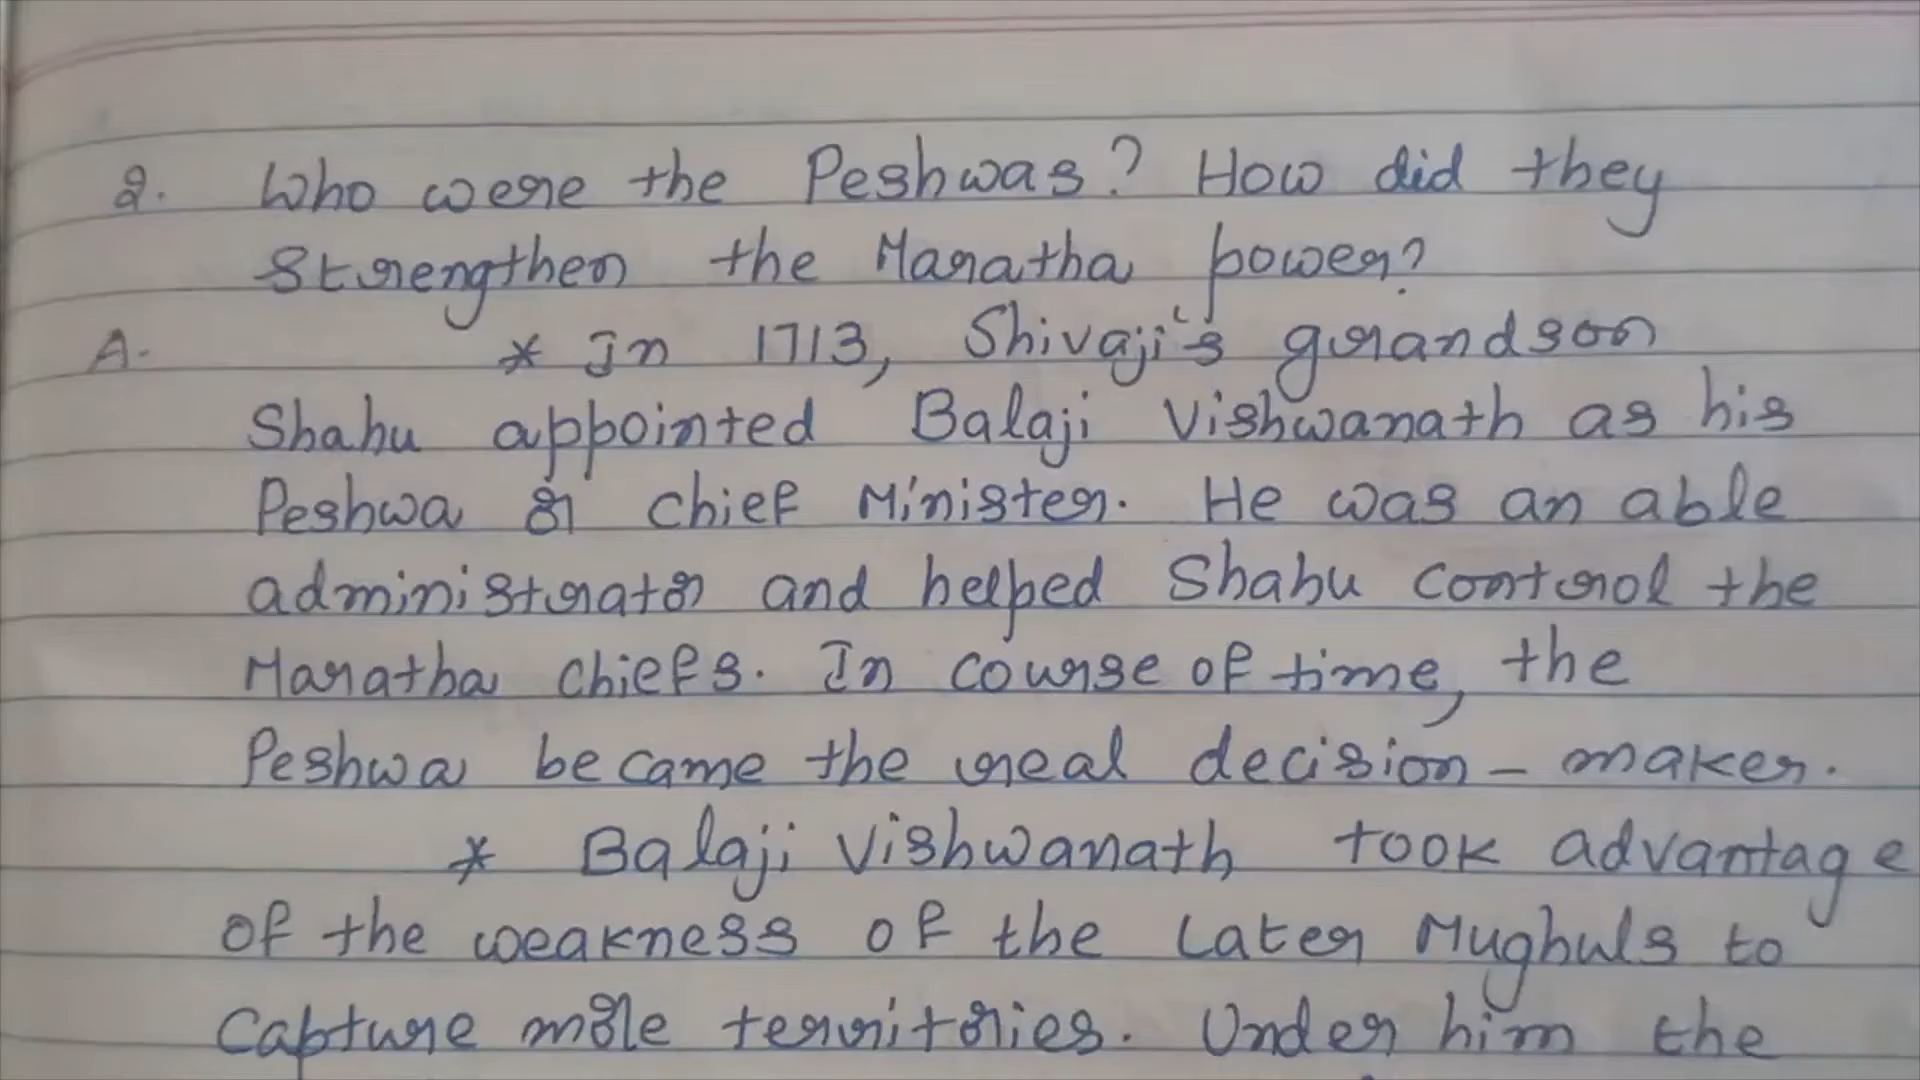 2. Who were the Peshwas? How did they
Strengthen the Maratha power?
A. * In 1713, Shivaji's grandson
Shahu appointed Balaji Vishwanath as his
Peshwa or chief Minister. He was an able
administrator and helped Shahu control the
Maratha chiefs. In course of time, the
Peshwa became the real decision - maker.
* Balaji Vishwanath took advantage
of the weakness of the Later Mughuls to
Capture more territories. Under him the